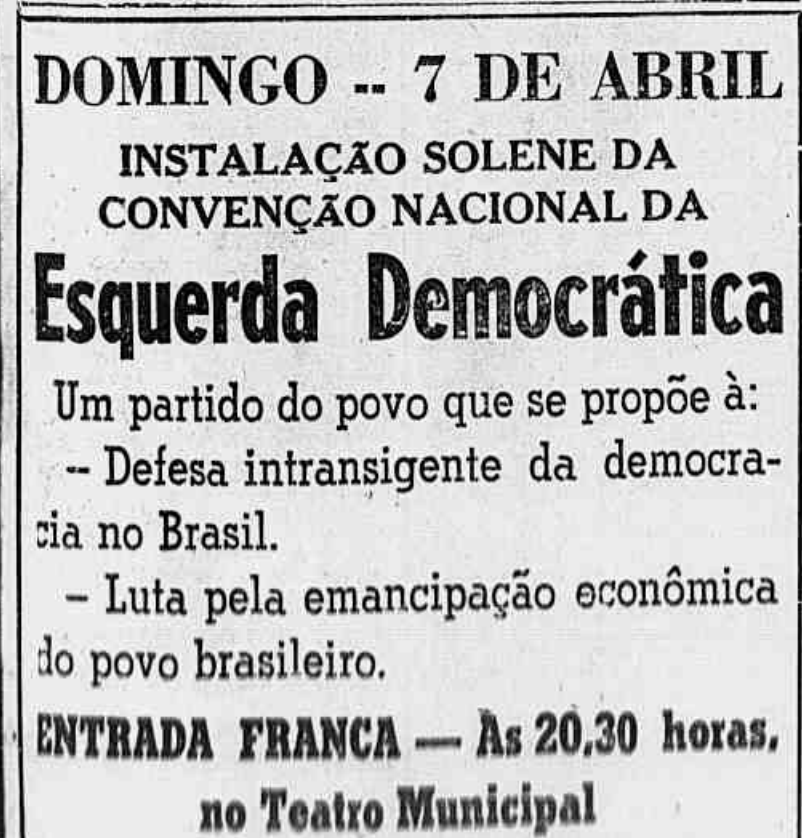 DOMINGO -- 7 DE ABRIL
INSTALAÇÃO SOLENE DA
CONVENÇÃO NACIONAL DA
Esquerda Democrática
Um partido do povo que se propõe à:
-- Defesa intransigente da democra-
cia no Brasil.
– Luta pela emancipação econômica
do povo brasileiro.
ENTRADA FRANCA — Às 20,30 horas,
no Teatro Municipal